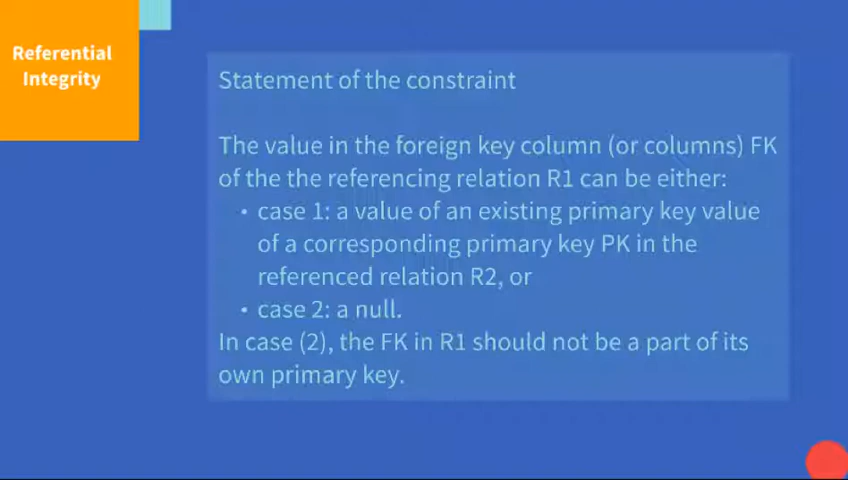 Referential
Integrity
Statement of the constraint
The value in the foreign key column (or columns) FK
of the the referencing relation R1 can be either:
• case 1: a value of an existing primary key value
of a corresponding primary key PK in the
referenced relation R2, or
• case 2: a null.
In case (2), the FK in R1 should not be a part of its
own primary key.